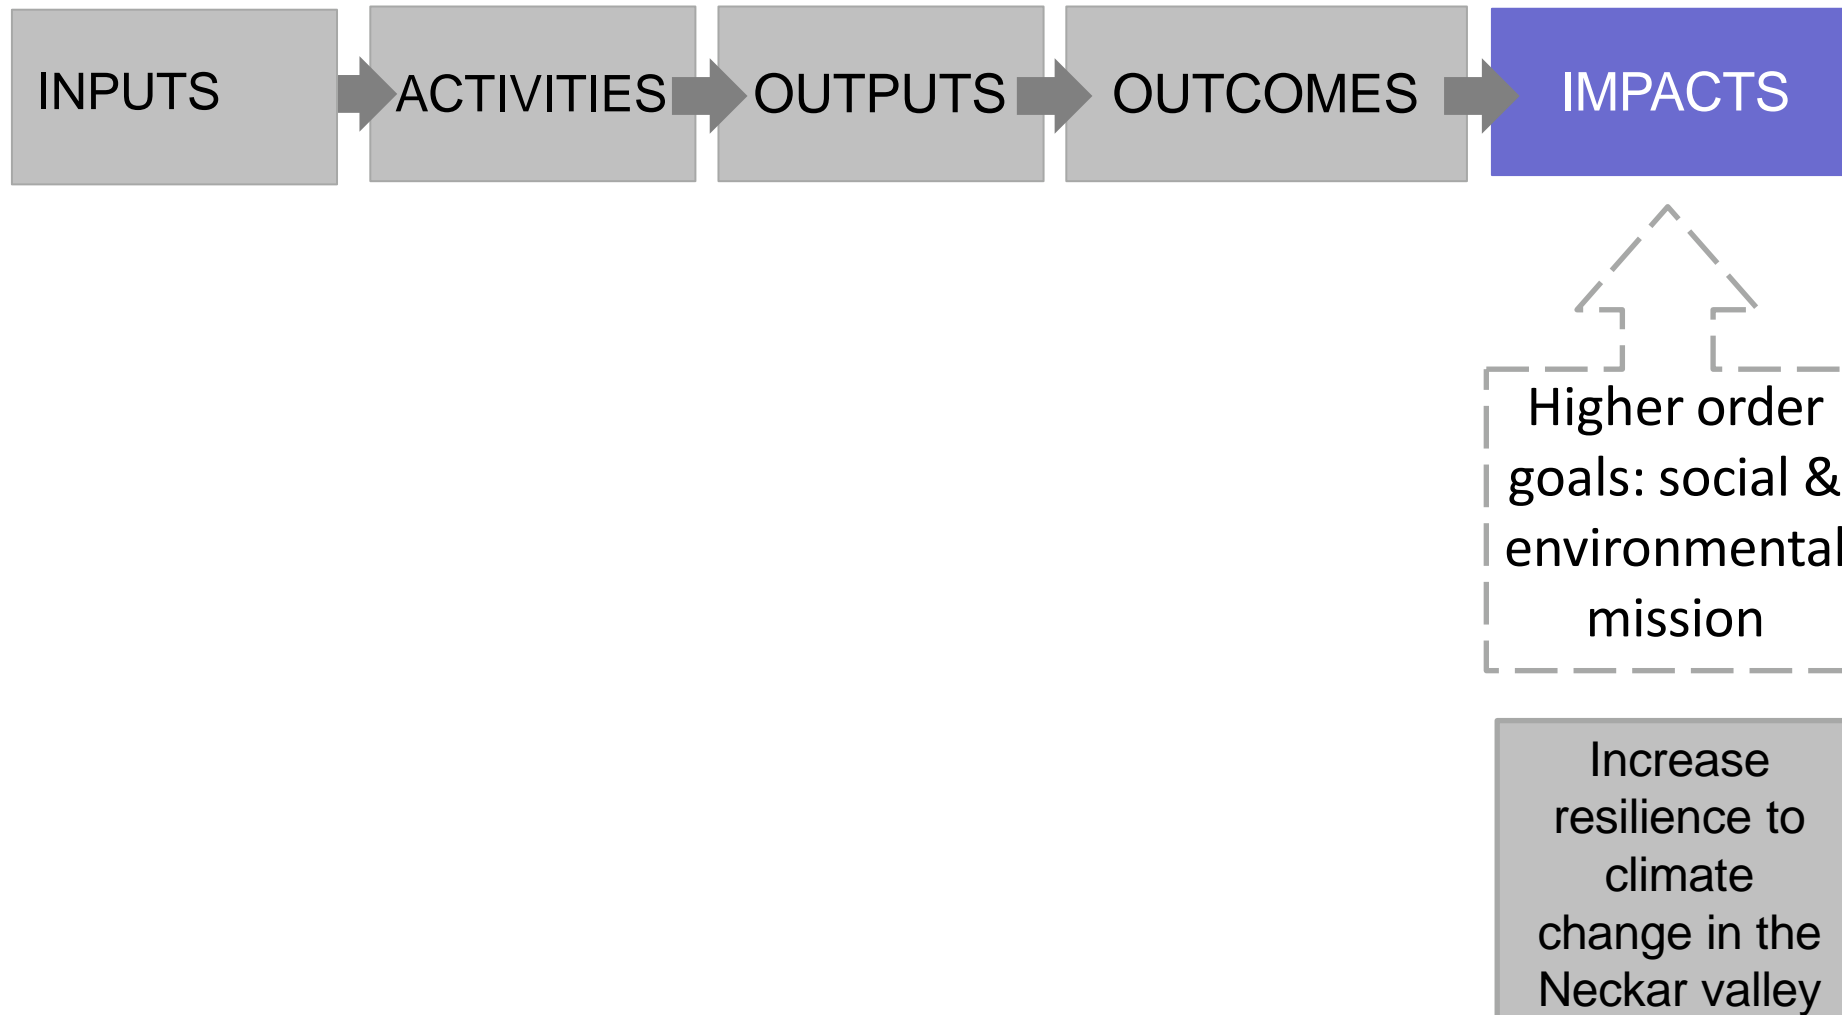 INPUTS
ACTIVITIES
OUTPUTS
OUTCOMES
IMPACTS
Higher order
goals: social &
environmental
mission
Increase
resilience to
climate
change in the
Neckar valley